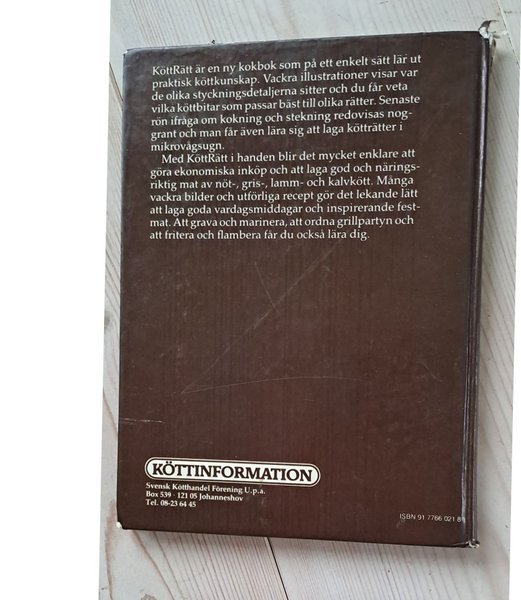 KöttRätt är en ny kokbok som på ett enkelt sätt lär ut
praktisk köttkunskap. Vackra illustrationer visar var
de olika styckningsdetaljerna sitter och du får veta
vilka köttbitar som passar bäst till olika rätter. Senaste
rön ifråga om kokning och stekning redovisas nog-
grant och man får även lära sig att laga kötträtter i
mikrovågsugn.
Med KöttRätt i handen blir det mycket enklare att
göra ekonomiska inköp och att laga god och närings-
riktig mat av nöt-, gris-, lamm- och kalvkött. Många
vackra bilder och utförliga recept gör det lekande lätt
att laga goda vardagsmiddagar och inspirerande fest-
mat. Att grava och marinera, att ordna grillpartyn och
att fritera och flambera får du också lära dig.
KÖTTINFORMATION
Svensk Kötthandel Förening U.p.a.
Box 539 · 121 05 Johanneshov
Tel. 08-23 64 45
ISBN 91 7766 021 8